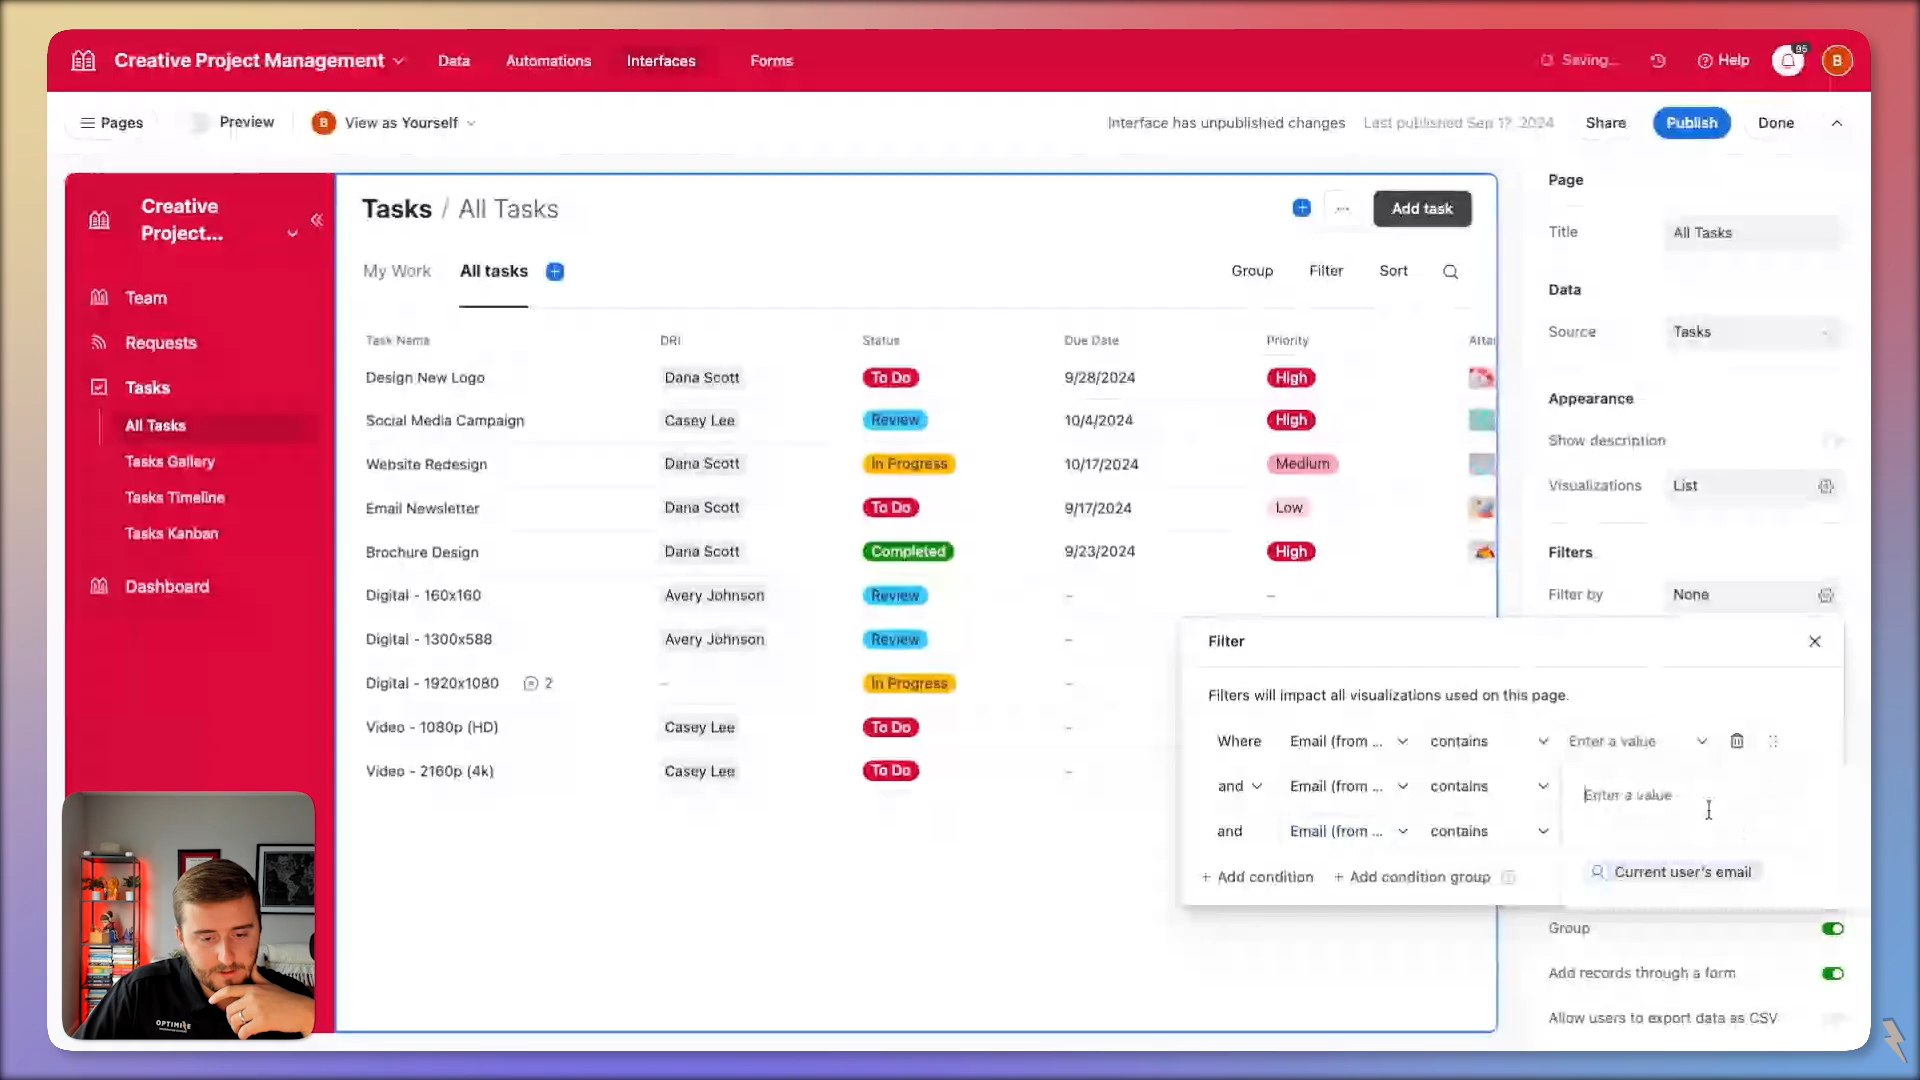 Creative Project Management
Data
Automations
Interfaces
Forms
Saving...
Help
95
B
Pages
Preview
B
View as Yourself
Interface has unpublished changes
Last published Sep 17, 2024
Share
Publish
Done
Creative
Project...
Team
Requests
Tasks
All Tasks
Tasks Gallery
Tasks Timeline
Tasks Kanban
Dashboard
Tasks / All Tasks
Add task
My Work
All tasks
Group
Filter
Sort
Task Name DRI Status Due Date Priority Attar
Design New Logo Dana Scott To Do 9/28/2024 High
Social Media Campaign Casey Lee Review 10/4/2024 High
Website Redesign Dana Scott In Progress 10/17/2024 Medium
Email Newsletter Dana Scott To Do 9/17/2024 Low
Brochure Design Dana Scott Completed 9/23/2024 High
Digital - 160x160 Avery Johnson Review – –
Digital - 1300x588 Avery Johnson Review –
Digital - 1920x1080 2 – In Progress –
Video - 1080p (HD) Casey Lee To Do –
Video - 2160p (4k) Casey Lee To Do –
Page
Title All Tasks
Data
Source Tasks
Appearance
Show description
Visualizations List
Filters
Filter by None
Filter
Filters will impact all visualizations used on this page.
Where Email (from ... contains Enter a value
and Email (from ... contains
Enter a value
and Email (from ... contains
Current user's email
+ Add condition + Add condition group
Group
Add records through a form
Allow users to export data as CSV
OPTIMIZE